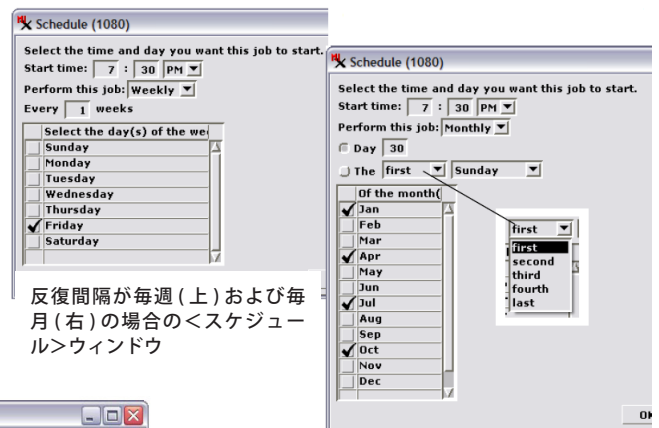 Schedule (1080)
Select the time and day you want this job to start.
Start time: 7 : 30 PM
Perform this job: Weekly
Every 1 weeks
Select the day(s) of the we
Sunday
Monday
Tuesday
Wednesday
Thursday
Friday
Saturday
反復間隔が毎週 ( 上 ) および毎
月 ( 右 ) の場合の＜スケジュー
ル＞ウィンドウ
Schedule (1080)
Select the time and day you want this job to start.
Start time: 7 : 30 PM
Perform this job: Monthly
Day 30
The first Sunday
Of the month(
Jan
Feb
Mar
Apr
May
Jun
Jul
Aug
Sep
Oct
Nov
Dec
first
first
second
third
fourth
last
OK